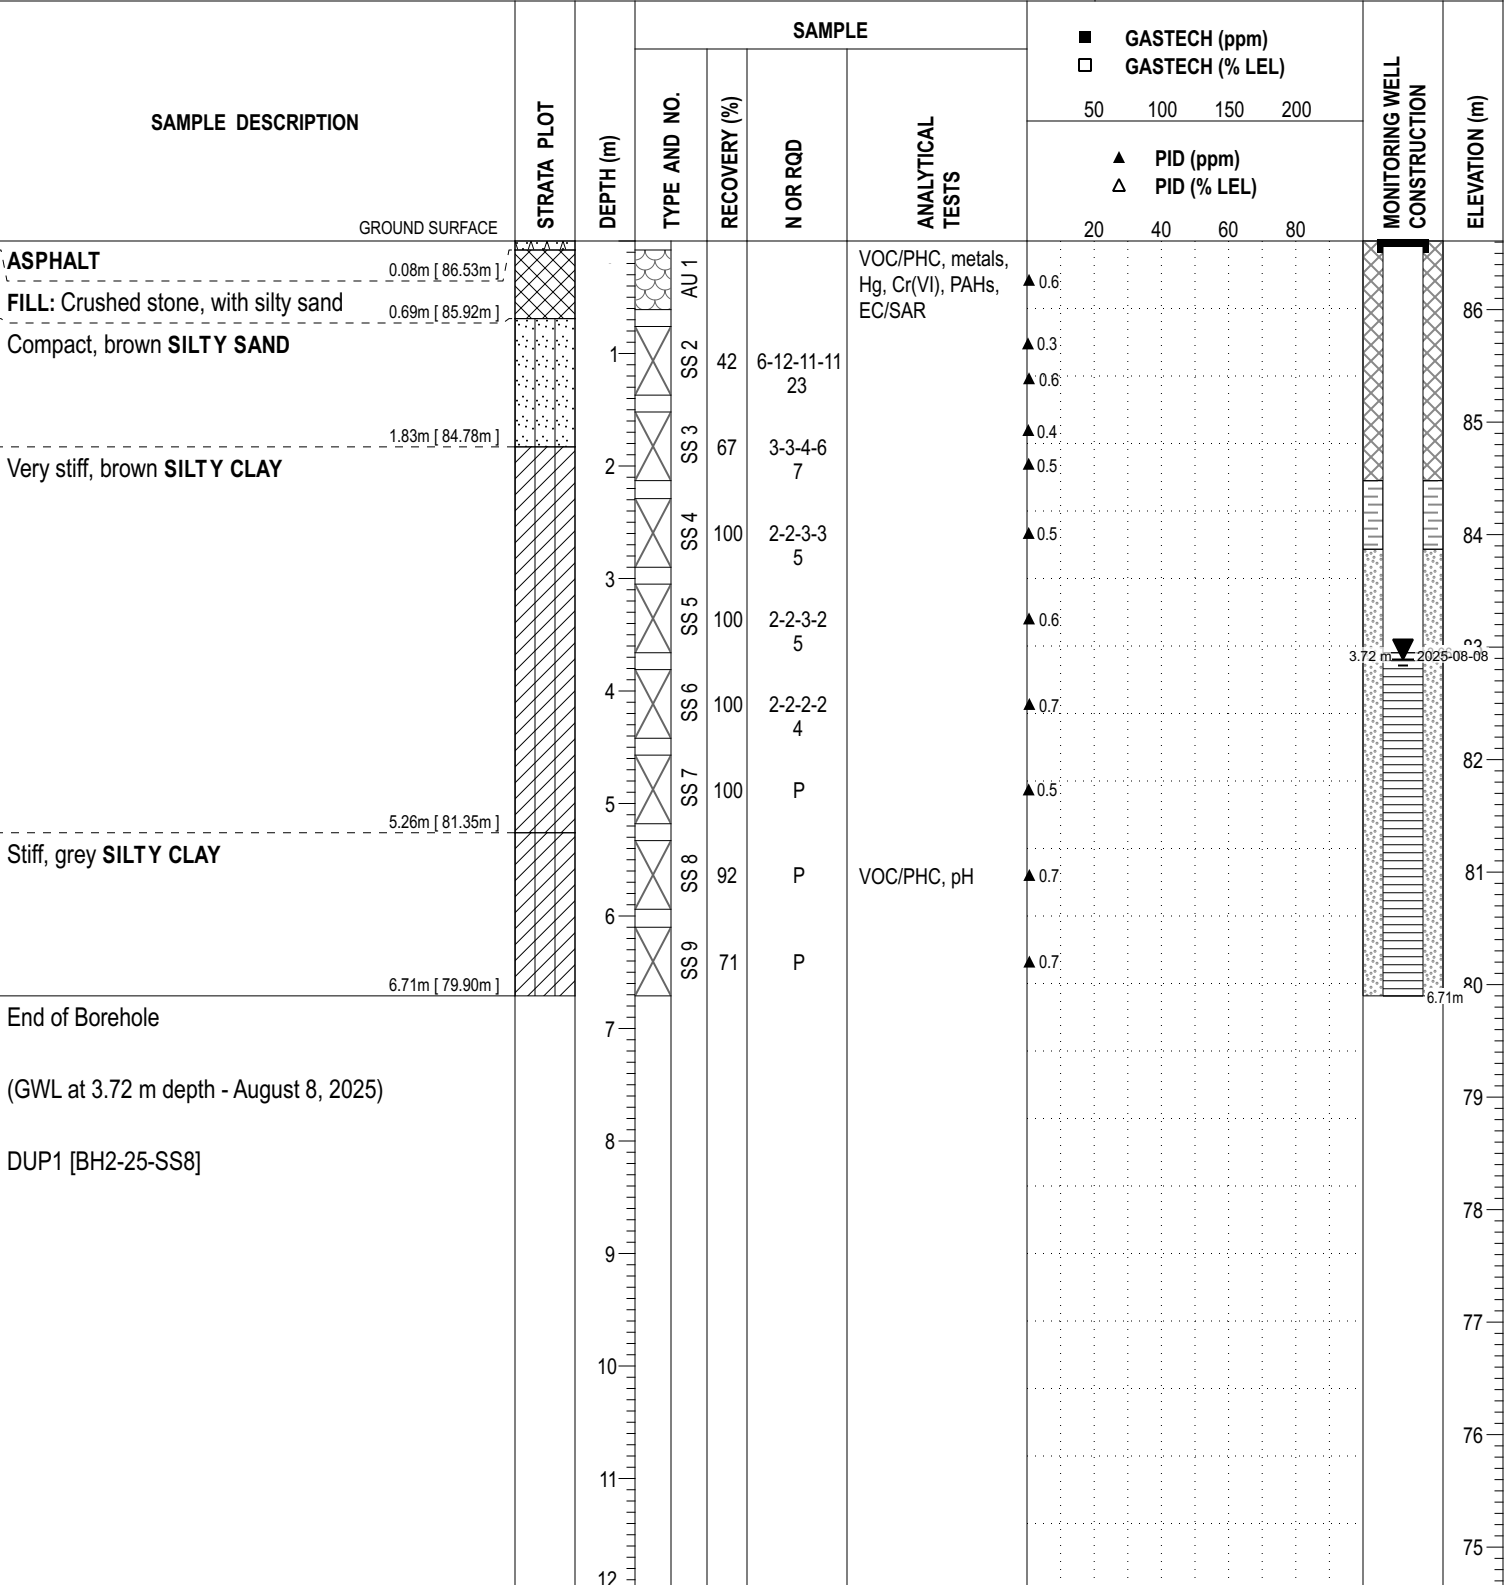 SAMPLE
SAMPLE DESCRIPTION
STRATA PLOT
DEPTH (m)
TYPE AND NO.
RECOVERY (%)
N OR RQD
ANALYTICAL
TESTS
■ GASTECH (ppm)
□ GASTECH (% LEL)
50 100 150 200
▲ PID (ppm)
△ PID (% LEL)
20 40 60 80
MONITORING WELL
CONSTRUCTION
ELEVATION (m)
GROUND SURFACE
ASPHALT
0.08m [ 86.53m ]
FILL: Crushed stone, with silty sand
0.69m [ 85.92m ]
Compact, brown SILTY SAND
1.83m [ 84.78m ]
Very stiff, brown SILTY CLAY
5.26m [ 81.35m ]
Stiff, grey SILTY CLAY
6.71m [ 79.90m ]
End of Borehole
(GWL at 3.72 m depth - August 8, 2025)
DUP1 [BH2-25-SS8]
1
2
3
4
5
6
7
8
9
10
11
12
AU 1
SS 2
SS 3
SS 4
SS 5
SS 6
SS 7
SS 8
SS 9
42
67
100
100
100
100
92
71
6-12-11-11
23
3-3-4-6
7
2-2-3-3
5
2-2-3-2
5
2-2-2-2
4
P
P
P
VOC/PHC, metals,
Hg, Cr(VI), PAHs,
EC/SAR
VOC/PHC, pH
▲0.6
▲0.3
▲0.6
▲0.4
▲0.5
▲0.5
▲0.6
▲0.7
▲0.5
▲0.7
▲0.7
3.72 m
2025-08-08
6.71m
86
85
84
82
81
80
79
78
77
76
75